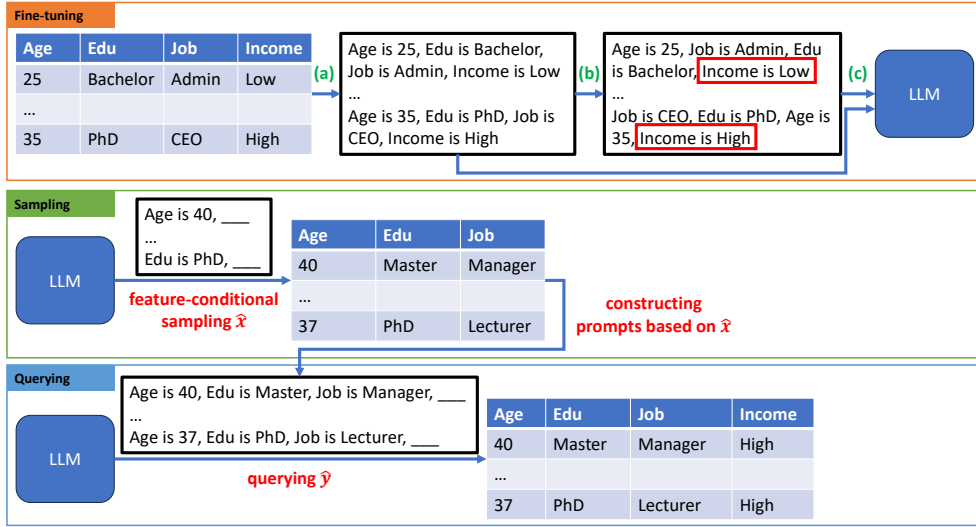 Fine-tuning
Age Edu Job Income
25 Bachelor Admin Low
...
35 PhD CEO High
(a)
Age is 25, Edu is Bachelor,
Job is Admin, Income is Low
...
Age is 35, Edu is PhD, Job is
CEO, Income is High
(b)
Age is 25, Job is Admin, Edu
is Bachelor, Income is Low
...
Job is CEO, Edu is PhD, Age is
35, Income is High
(c)
LLM
Sampling
LLM
Age is 40, ___
...
Edu is PhD, ___
feature-conditional
sampling x̂
Age Edu Job
40 Master Manager
...
37 PhD Lecturer
constructing
prompts based on x̂
Querying
LLM
Age is 40, Edu is Master, Job is Manager, ___
...
Age is 37, Edu is PhD, Job is Lecturer, ___
querying ŷ
Age Edu Job Income
40 Master Manager High
...
37 PhD Lecturer High